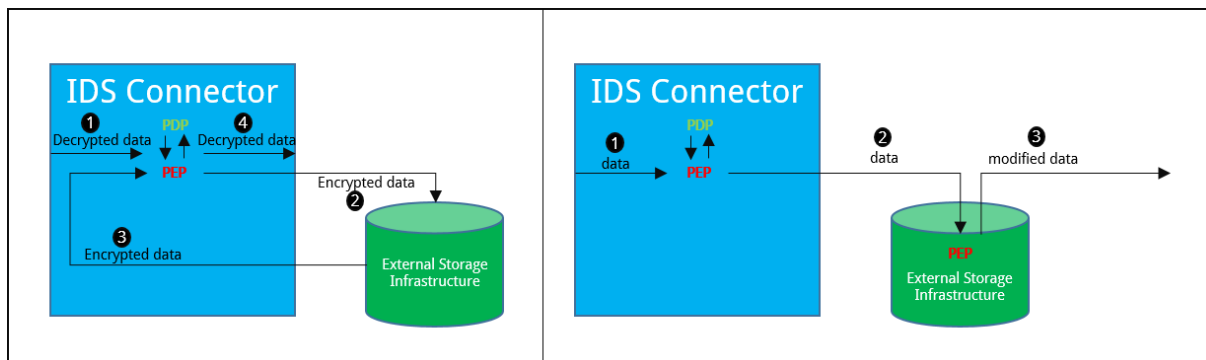 IDS Connector
1
PDP
4
Decrypted data
Decrypted data
PEP
Encrypted data
2
3
Encrypted data
External Storage
Infrastructure
IDS Connector
1
data
PDP
PEP
2
data
3
modified data
PEP
External Storage
Infrastructure